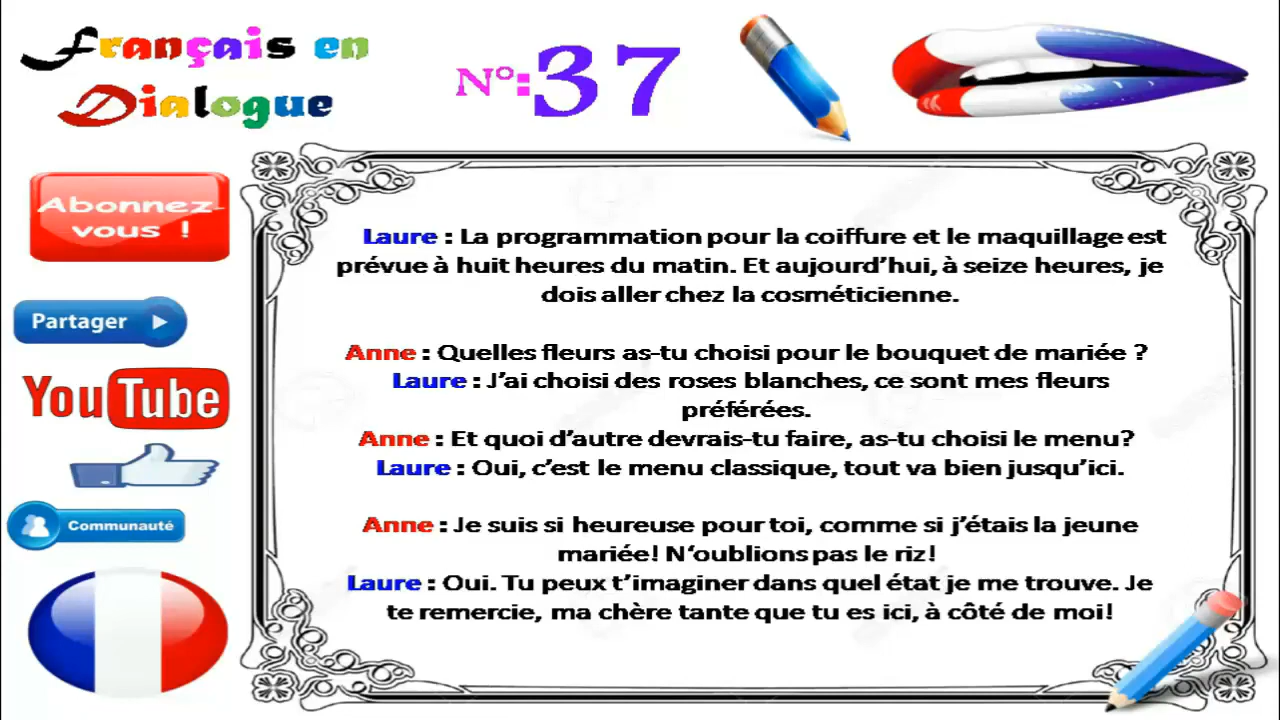 Français en
Dialogue
N°:37
Abonnez-
vous !
Partager
YouTube
Communauté
Laure : La programmation pour la coiffure et le maquillage est
prévue à huit heures du matin. Et aujourd’hui, à seize heures, je
dois aller chez la cosméticienne.
Anne : Quelles fleurs as-tu choisi pour le bouquet de mariée ?
Laure : J’ai choisi des roses blanches, ce sont mes fleurs
préférées.
Anne : Et quoi d’autre devrais-tu faire, as-tu choisi le menu?
Laure : Oui, c’est le menu classique, tout va bien jusqu’ici.
Anne : Je suis si heureuse pour toi, comme si j’étais la jeune
mariée! N‘oublions pas le riz!
Laure : Oui. Tu peux t’imaginer dans quel état je me trouve. Je
te remercie, ma chère tante que tu es ici, à côté de moi!